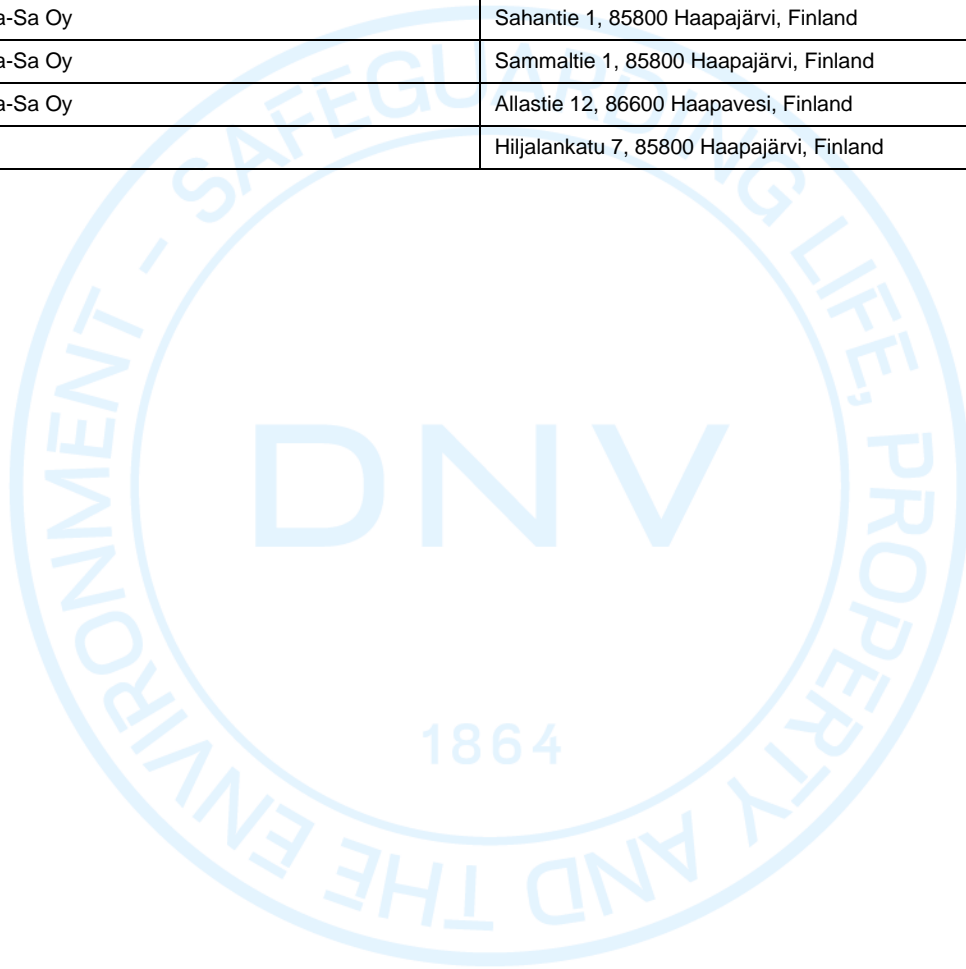 a-Sa Oy Sahantie 1, 85800 Haapajärvi, Finland
a-Sa Oy Sammaltie 1, 85800 Haapajärvi, Finland
a-Sa Oy Allastie 12, 86600 Haapavesi, Finland
Hiljalankatu 7, 85800 Haapajärvi, Finland
SAFEGUARDING LIFE, PROPERTY AND THE ENVIRONMENT -
DNV
1864